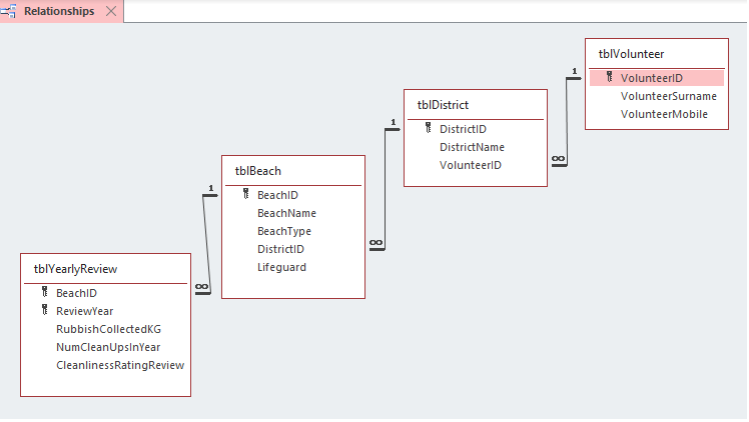 Relationships
tblVolunteer
VolunteerID
VolunteerSurname
VolunteerMobile
1
tblDistrict
DistrictID
DistrictName
VolunteerID
∞
1
tblBeach
BeachID
BeachName
BeachType
DistrictID
Lifeguard
∞
1
tblYearlyReview
BeachID
ReviewYear
RubbishCollectedKG
NumCleanUpsInYear
CleanlinessRatingReview
∞